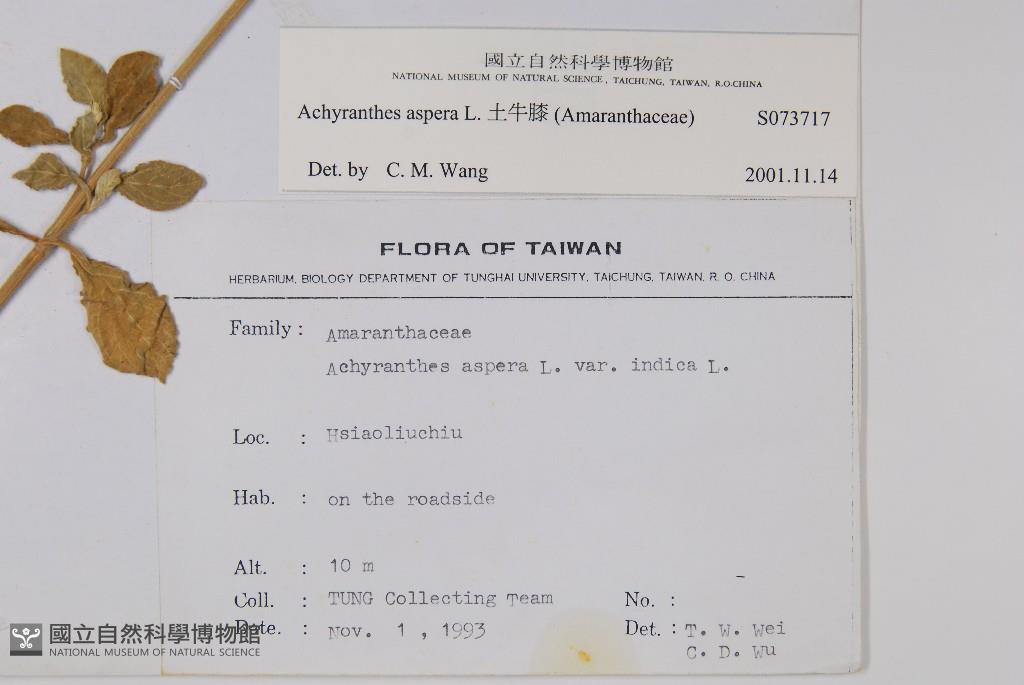 國立自然科學博物館
NATIONAL MUSEUM OF NATURAL SCIENCE, TAICHUNG, TAIWAN, R.O.CHINA
Achyranthes aspera L. 土牛膝 (Amaranthaceae) S073717
Det. by C. M. Wang 2001.11.14
FLORA OF TAIWAN
HERBARIUM, BIOLOGY DEPARTMENT OF TUNGHAI UNIVERSITY, TAICHUNG, TAIWAN, R. O. CHINA
Family : Amaranthaceae
Achyranthes aspera L. var. indica L.
Loc. : Hsiaoliuchiu
Hab. : on the roadside
Alt. : 10 m
Coll. : TUNG Collecting Team No. :
Date. : Nov. 1 , 1993 Det. : T. W. Wei
C. D. Wu
國立自然科學博物館
NATIONAL MUSEUM OF NATURAL SCIENCE